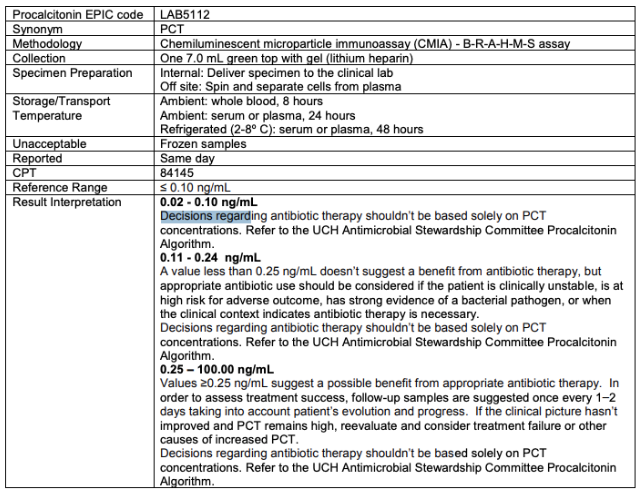 Procalcitonin EPIC code LAB5112
Synonym PCT
Methodology Chemiluminescent microparticle immunoassay (CMIA) - B-R-A-H-M-S assay
Collection One 7.0 mL green top with gel (lithium heparin)
Specimen Preparation Internal: Deliver specimen to the clinical lab
Off site: Spin and separate cells from plasma
Storage/Transport Ambient: whole blood, 8 hours
Temperature Ambient: serum or plasma, 24 hours
Refrigerated (2-8º C): serum or plasma, 48 hours
Unacceptable Frozen samples
Reported Same day
CPT 84145
Reference Range ≤ 0.10 ng/mL
Result Interpretation 0.02 - 0.10 ng/mL
Decisions regarding antibiotic therapy shouldn't be based solely on PCT
concentrations. Refer to the UCH Antimicrobial Stewardship Committee Procalcitonin
Algorithm.
0.11 - 0.24 ng/mL
A value less than 0.25 ng/mL doesn't suggest a benefit from antibiotic therapy, but
appropriate antibiotic use should be considered if the patient is clinically unstable, is at
high risk for adverse outcome, has strong evidence of a bacterial pathogen, or when
the clinical context indicates antibiotic therapy is necessary.
Decisions regarding antibiotic therapy shouldn't be based solely on PCT
concentrations. Refer to the UCH Antimicrobial Stewardship Committee Procalcitonin
Algorithm.
0.25 – 100.00 ng/mL
Values ≥0.25 ng/mL suggest a possible benefit from appropriate antibiotic therapy. In
order to assess treatment success, follow-up samples are suggested once every 1–2
days taking into account patient's evolution and progress. If the clinical picture hasn't
improved and PCT remains high, reevaluate and consider treatment failure or other
causes of increased PCT.
Decisions regarding antibiotic therapy shouldn't be based solely on PCT
concentrations. Refer to the UCH Antimicrobial Stewardship Committee Procalcitonin
Algorithm.